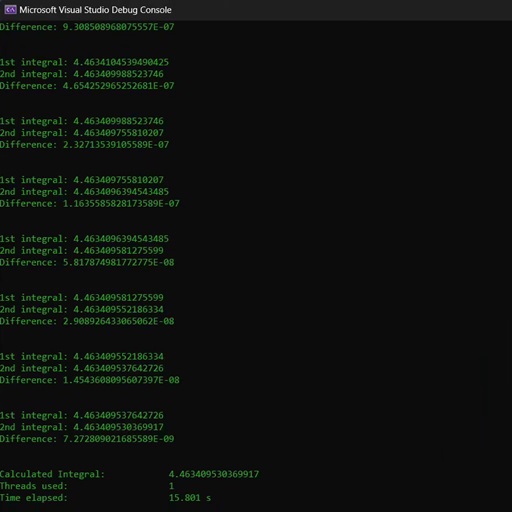 Microsoft Visual Studio Debug Console
Difference: 9.308508968075557E-07
1st integral: 4.4634104539490425
2nd integral: 4.463409988523746
Difference: 4.654252965252681E-07
1st integral: 4.463409988523746
2nd integral: 4.463409755810207
Difference: 2.32713539105589E-07
1st integral: 4.463409755810207
2nd integral: 4.4634096394543485
Difference: 1.1635585828173589E-07
1st integral: 4.4634096394543485
2nd integral: 4.463409581275599
Difference: 5.817874981772775E-08
1st integral: 4.463409581275599
2nd integral: 4.463409552186334
Difference: 2.908926433065062E-08
1st integral: 4.463409552186334
2nd integral: 4.463409537642726
Difference: 1.4543608095607397E-08
1st integral: 4.463409537642726
2nd integral: 4.463409530369917
Difference: 7.272809021685589E-09
Calculated Integral: 4.463409530369917
Threads used: 1
Time elapsed: 15.801 s